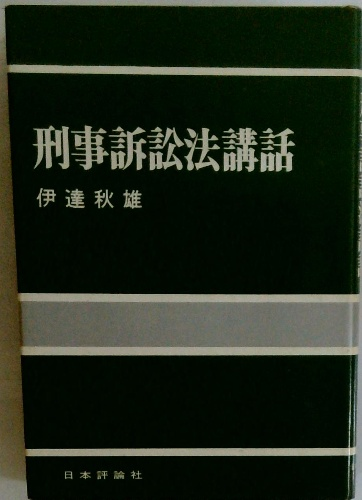 刑事訴訟法講話
伊達秋雄
日本評論社